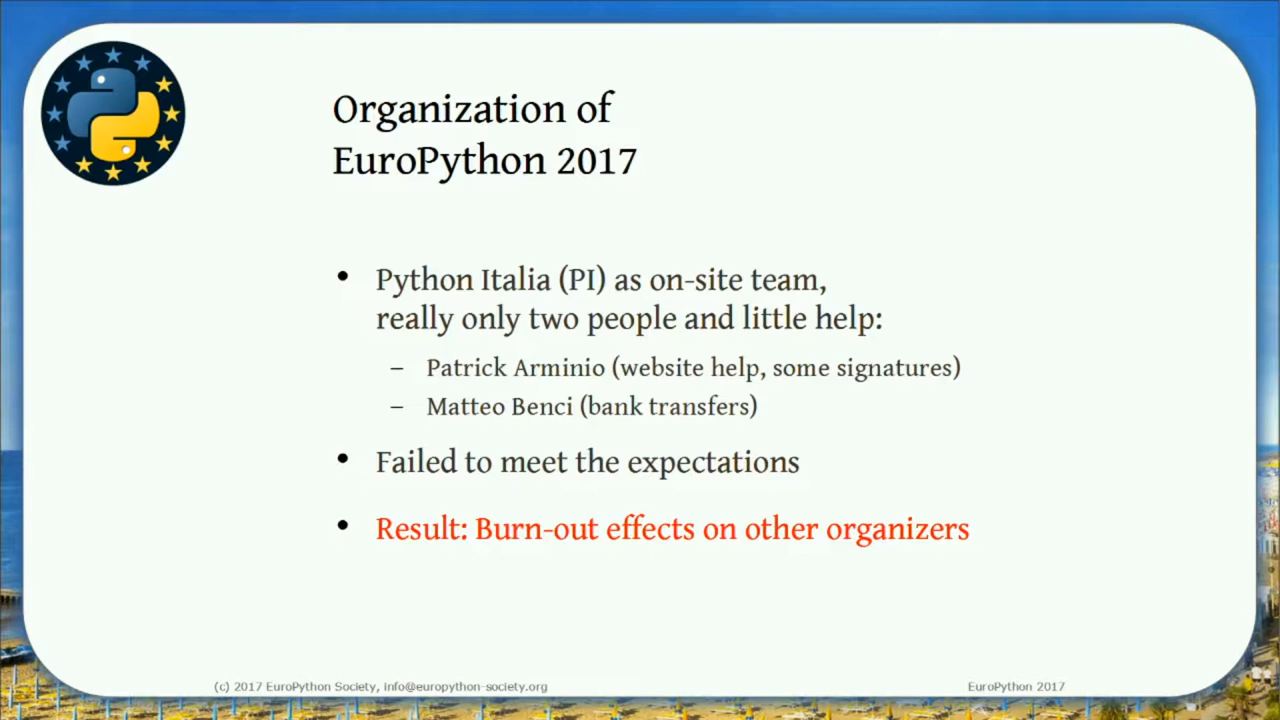 Organization of
EuroPython 2017
• Python Italia (PI) as on-site team,
really only two people and little help:
– Patrick Arminio (website help, some signatures)
– Matteo Benci (bank transfers)
• Failed to meet the expectations
• Result: Burn-out effects on other organizers
(c) 2017 EuroPython Society, info@europython-society.org
EuroPython 2017